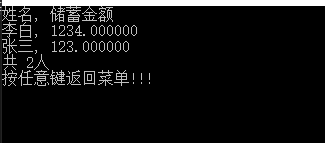 姓名, 储蓄金额
李白, 1234.000000
张三, 123.000000
共 2人
按任意键返回菜单!!!